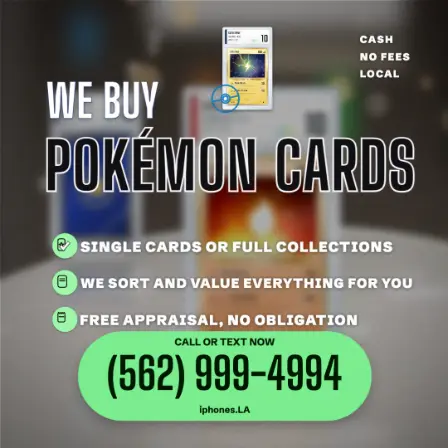 10
CASH
NO FEES
LOCAL
WE BUY
POKÉMON CARDS
SINGLE CARDS OR FULL COLLECTIONS
WE SORT AND VALUE EVERYTHING FOR YOU
FREE APPRAISAL, NO OBLIGATION
CALL OR TEXT NOW
(562) 999-4994
iphones.LA